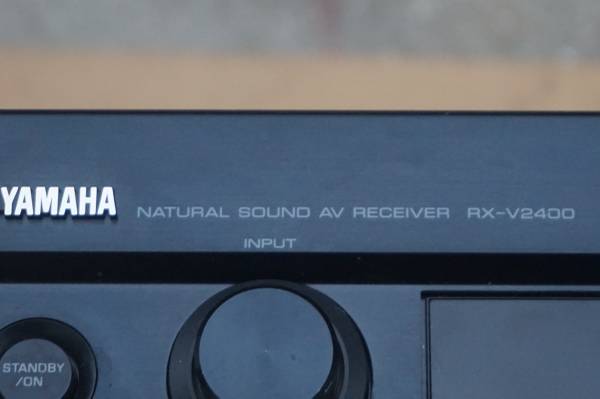 YAMAHA NATURAL SOUND AV RECEIVER RX-V2400
INPUT
STANDBY
/ON